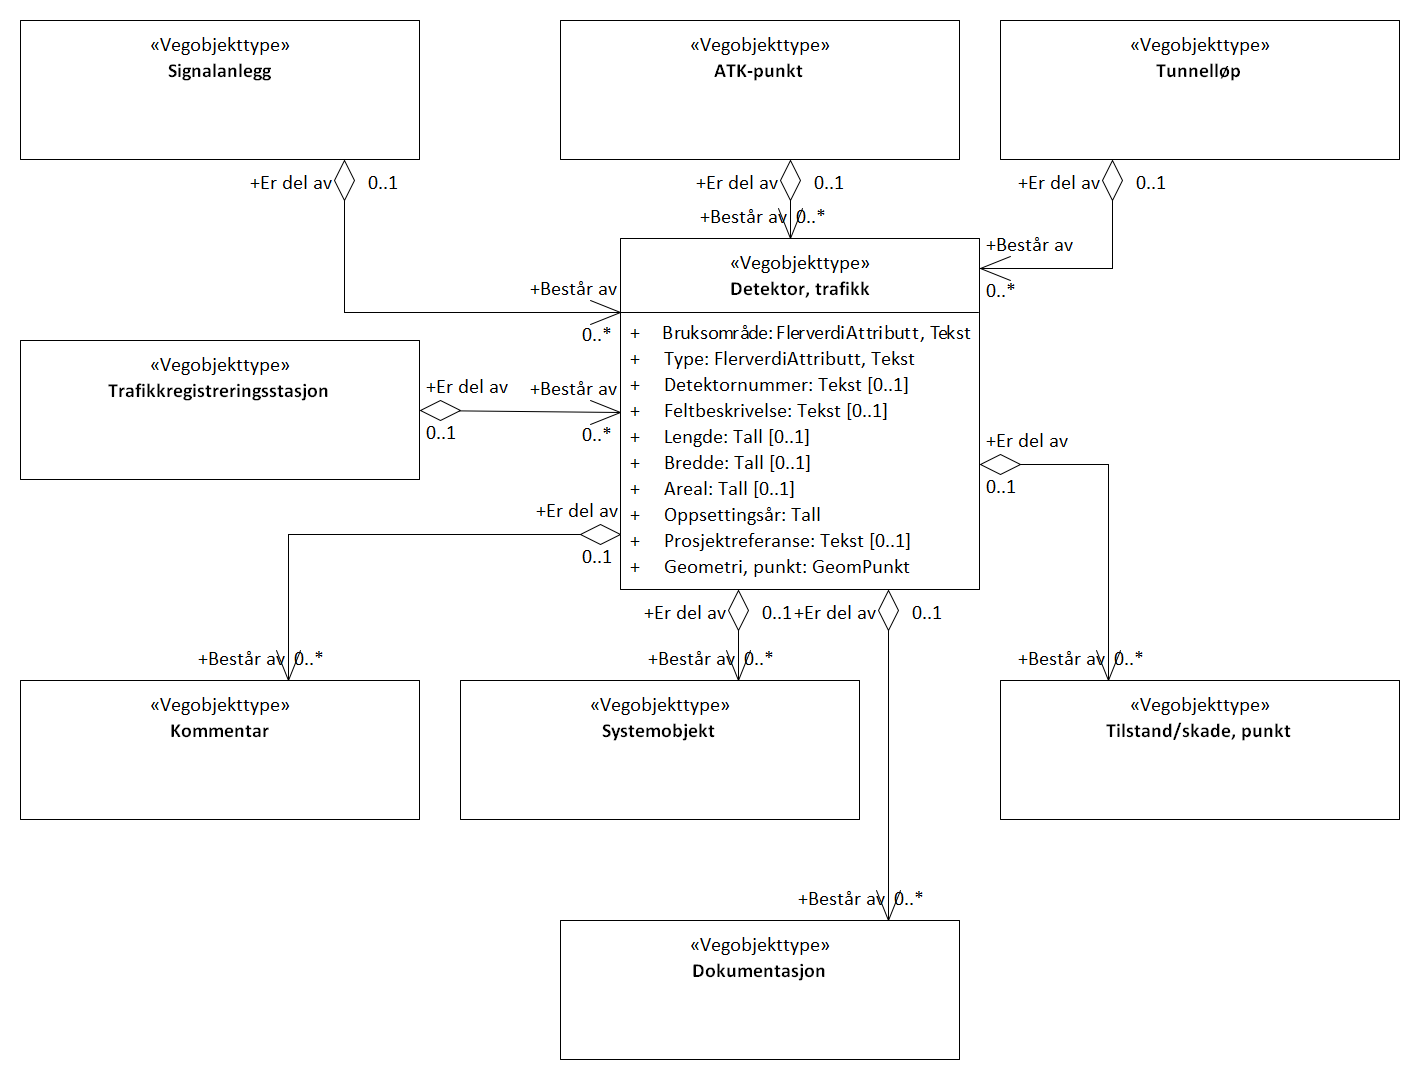 «Vegobjekttype»
Signalanlegg
«Vegobjekttype»
ATK-punkt
«Vegobjekttype»
Tunnelløp
+Er del av
0..1
+Er del av
0..1
+Er del av
0..1
+Består av
0..*
+Består av
0..*
+Består av
0..*
«Vegobjekttype»
Detektor, trafikk
+ Bruksområde: FlerverdiAttributt, Tekst
+ Type: FlerverdiAttributt, Tekst
+ Detektornummer: Tekst [0..1]
+ Feltbeskrivelse: Tekst [0..1]
+ Lengde: Tall [0..1]
+ Bredde: Tall [0..1]
+ Areal: Tall [0..1]
+ Oppsettingsår: Tall
+ Prosjektreferanse: Tekst [0..1]
+ Geometri, punkt: GeomPunkt
«Vegobjekttype»
Trafikkregistreringsstasjon
+Er del av
0..1
+Består av
0..*
+Er del av
0..1
+Er del av
0..1
+Er del av
0..1
+Er del av
0..1
+Består av
0..*
+Består av
0..*
+Består av
0..*
«Vegobjekttype»
Kommentar
«Vegobjekttype»
Systemobjekt
«Vegobjekttype»
Tilstand/skade, punkt
+Består av
0..*
«Vegobjekttype»
Dokumentasjon